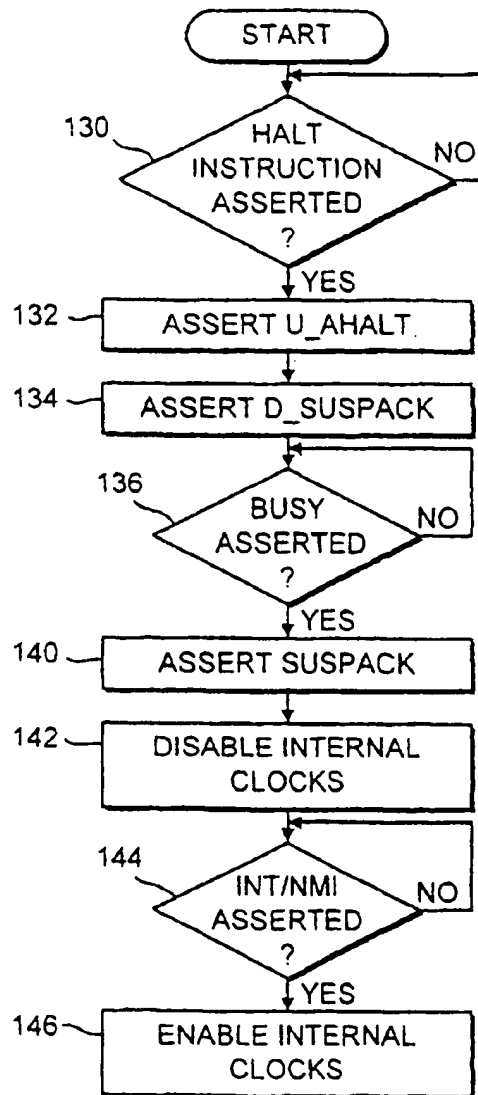 START
130
HALT
INSTRUCTION
ASSERTED
?
NO
YES
132
ASSERT U_AHALT
134
ASSERT D_SUSPACK
136
BUSY
ASSERTED
?
NO
YES
140
ASSERT SUSPACK
142
DISABLE INTERNAL
CLOCKS
144
INT/NMI
ASSERTED
?
NO
YES
146
ENABLE INTERNAL
CLOCKS